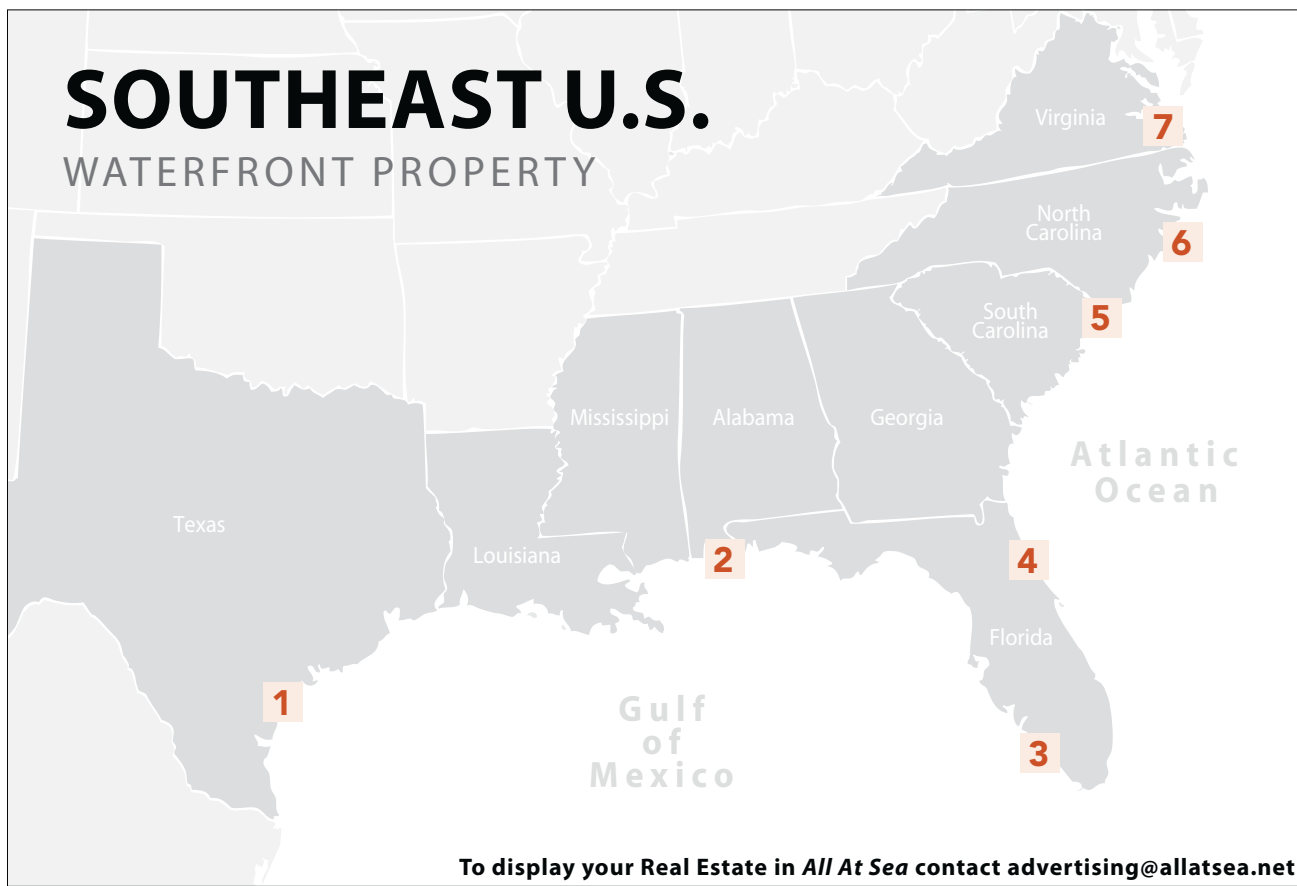 SOUTHEAST U.S.
WATERFRONT PROPERTY
Virginia
7
North
Carolina
6
South
Carolina
5
Mississippi
Alabama
Georgia
Atlantic
Ocean
Texas
Louisiana
2
4
Florida
1
Gulf
of
Mexico
3
To display your Real Estate in All At Sea contact advertising@allatsea.net